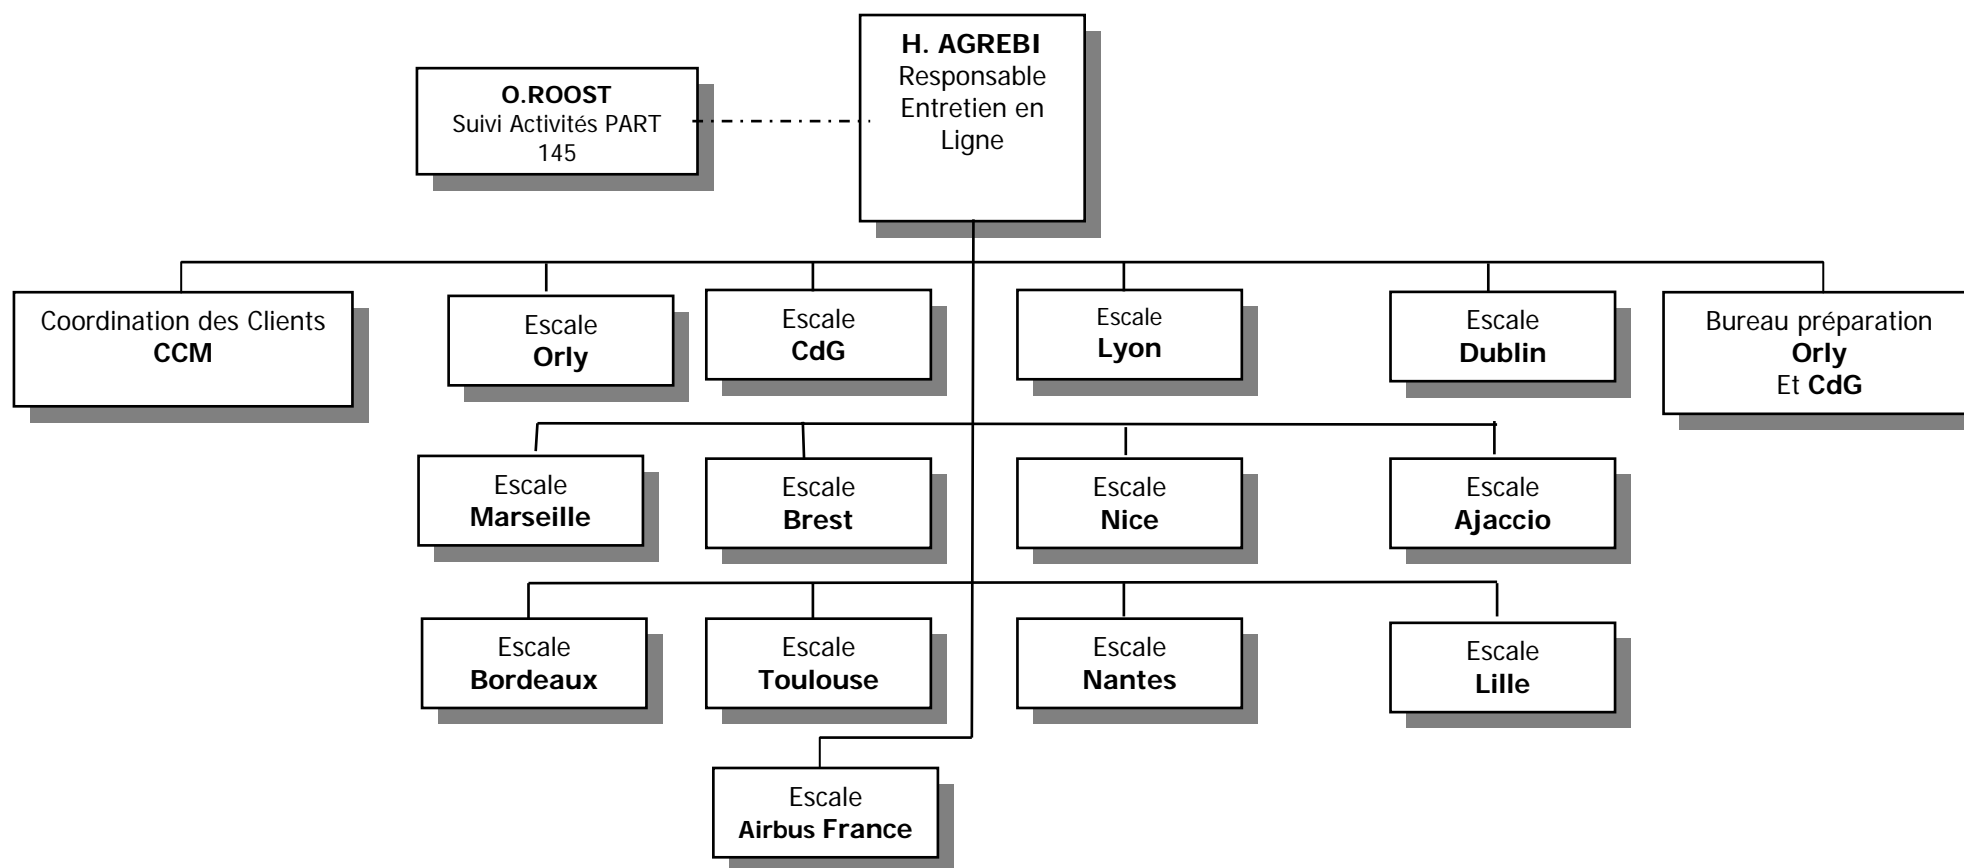 H. AGREBI
Responsable
Entretien en
Ligne
O.ROOST
Suivi Activités PART
145
Coordination des Clients
CCM
Escale
Orly
Escale
CdG
Escale
Lyon
Escale
Dublin
Bureau préparation
Orly
Et CdG
Escale
Marseille
Escale
Brest
Escale
Nice
Escale
Ajaccio
Escale
Bordeaux
Escale
Toulouse
Escale
Nantes
Escale
Lille
Escale
Airbus France